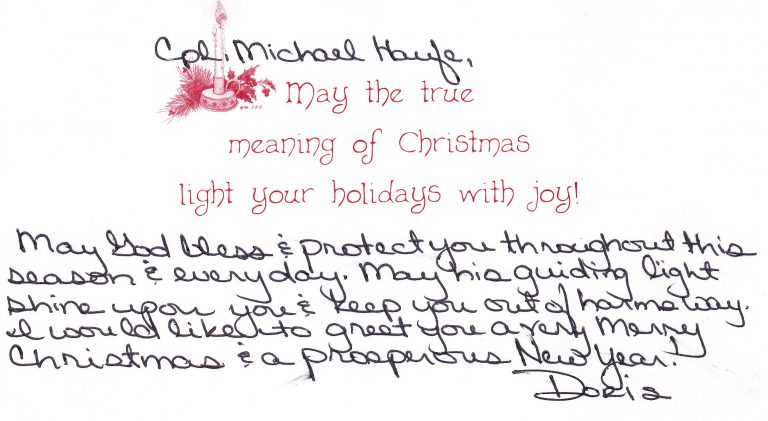 Cpl. Michael Haufe,
May the true
meaning of Christmas
light your holidays with joy!
May God bless & protect you throughout this
season & everyday. May his guiding light
shine upon you & keep you out of harms way.
I would like to greet you a very Merry
Christmas & a prosperous New Year!
Doris